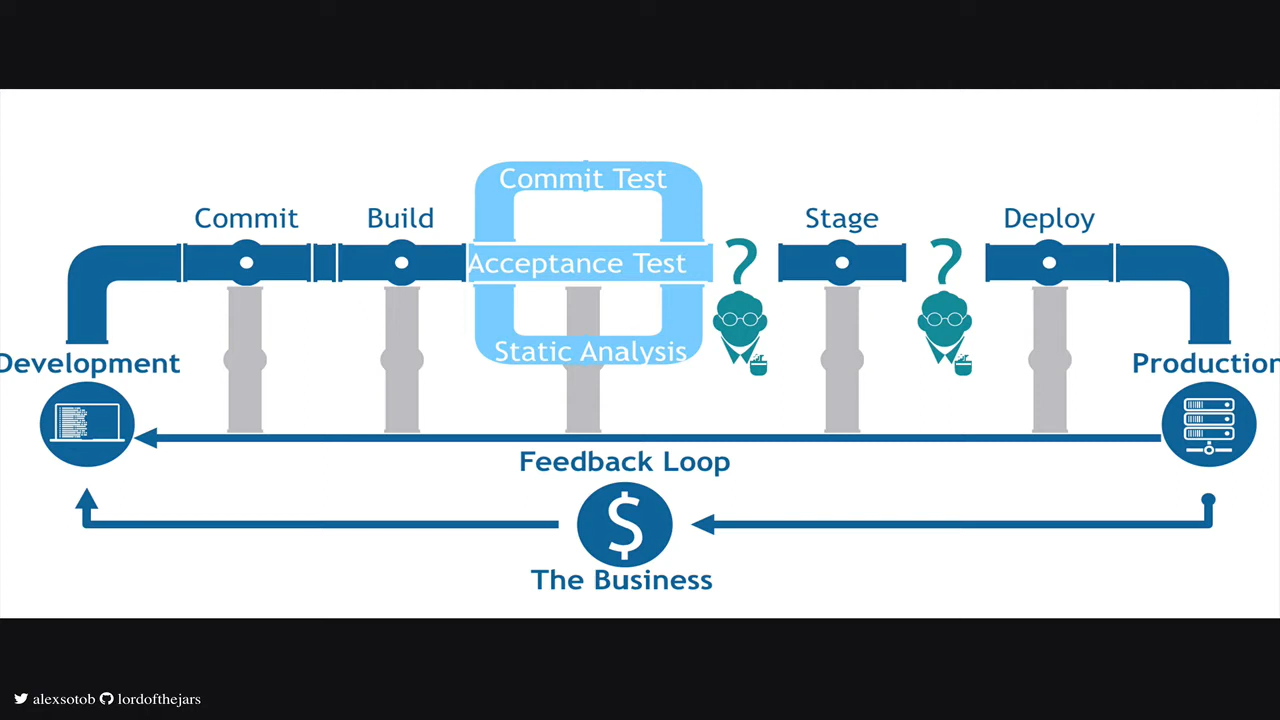 Commit Test
Commit
Build
Stage
Deploy
?
?
Acceptance Test
Static Analysis
Development
Production
Feedback Loop
$
The Business
alexsotob lordofthejars